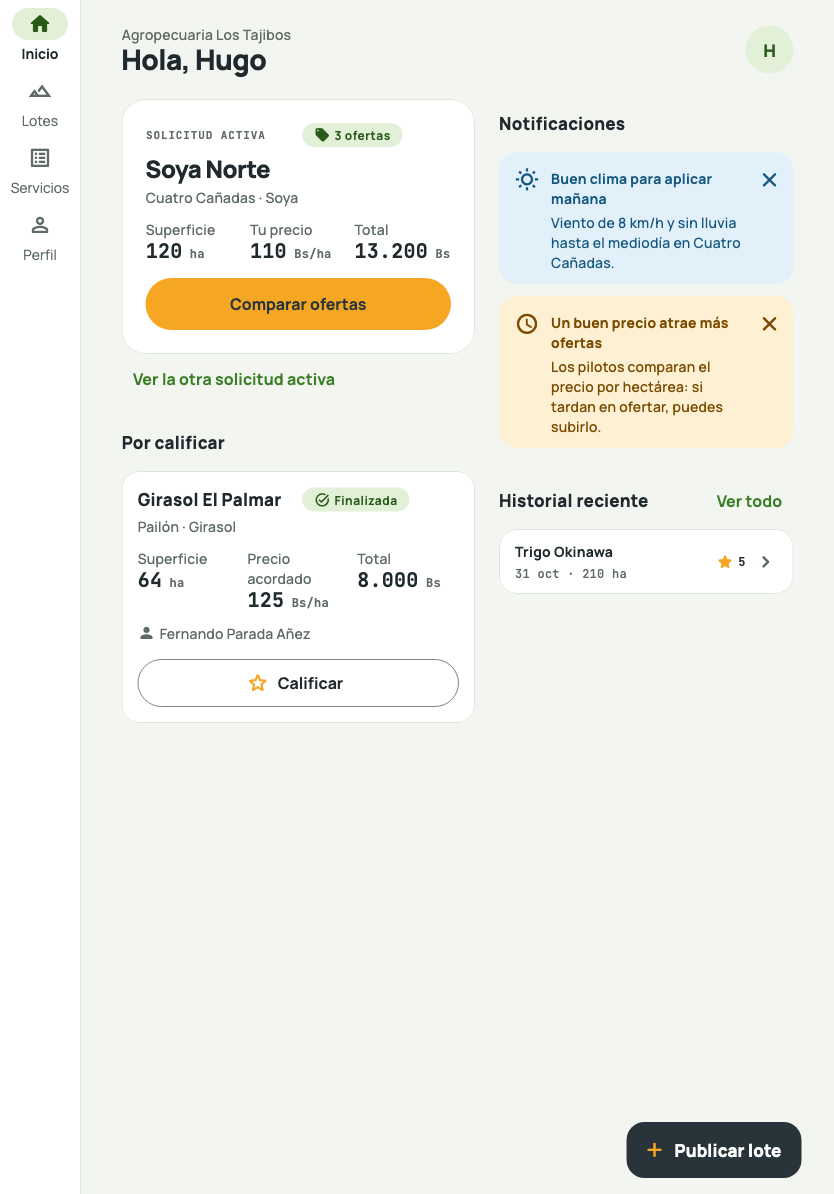 Inicio
Lotes
Servicios
Perfil
Agropecuaria Los Tajibos
Hola, Hugo
H
SOLICITUD ACTIVA
3 ofertas
Soya Norte
Cuatro Cañadas · Soya
Superficie
120 ha
Tu precio
110 Bs/ha
Total
13.200 Bs
Comparar ofertas
Ver la otra solicitud activa
Por calificar
Girasol El Palmar
Finalizada
Pailón · Girasol
Superficie
64 ha
Precio
acordado
125 Bs/ha
Total
8.000 Bs
Fernando Parada Añez
Calificar
Notificaciones
Buen clima para aplicar
mañana
Viento de 8 km/h y sin lluvia
hasta el mediodía en Cuatro
Cañadas.
Un buen precio atrae más
ofertas
Los pilotos comparan el
precio por hectárea: si
tardan en ofertar, puedes
subirlo.
Historial reciente
Ver todo
Trigo Okinawa
31 oct · 210 ha
5
Publicar lote